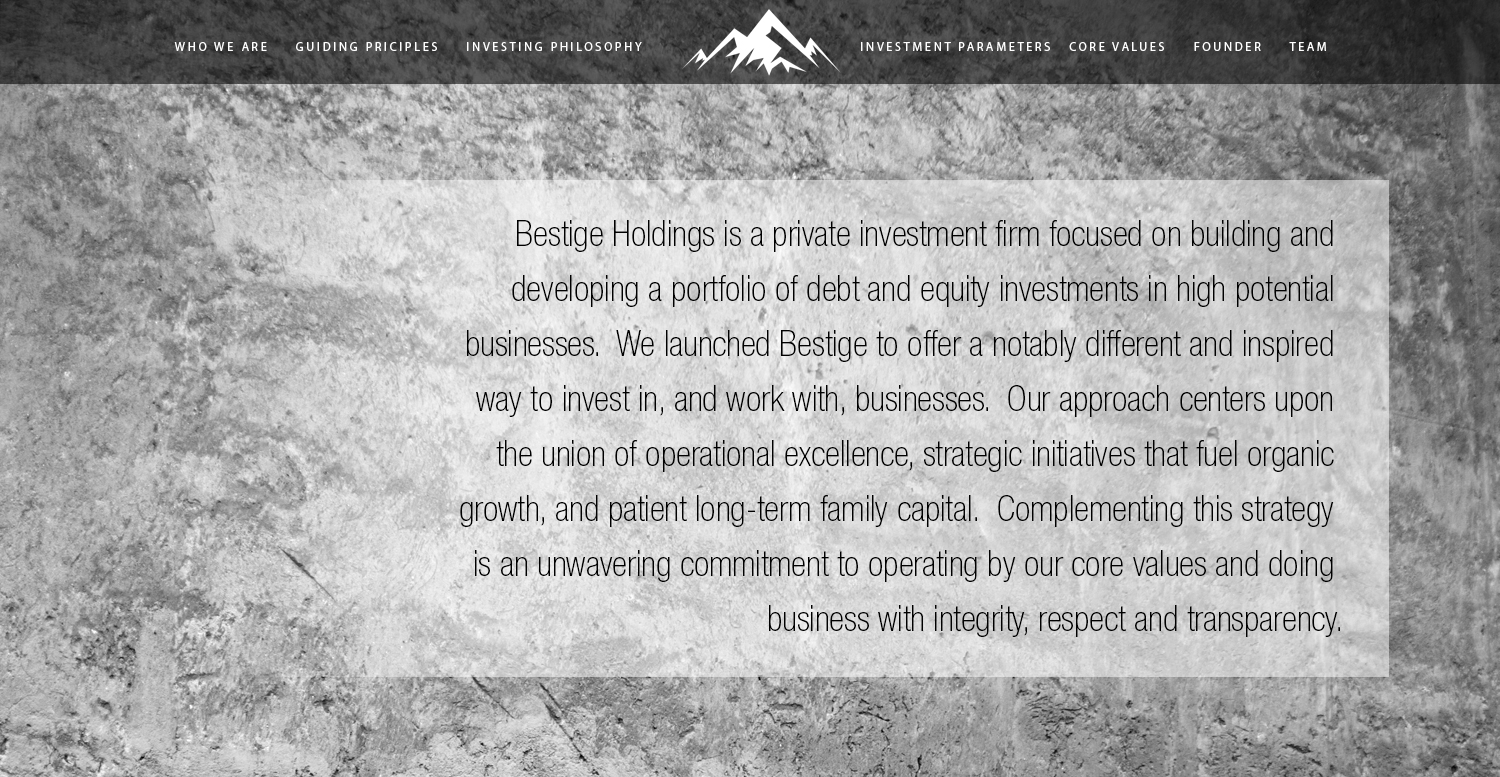 WHO WE ARE GUIDING PRICIPLES INVESTING PHILOSOPHY INVESTMENT PARAMETERS CORE VALUES FOUNDER TEAM
Bestige Holdings is a private investment firm focused on building and
developing a portfolio of debt and equity investments in high potential
businesses.  We launched Bestige to offer a notably different and inspired
way to invest in, and work with, businesses.  Our approach centers upon
the union of operational excellence, strategic initiatives that fuel organic
growth, and patient long-term family capital.  Complementing this strategy
is an unwavering commitment to operating by our core values and doing
business with integrity, respect and transparency.